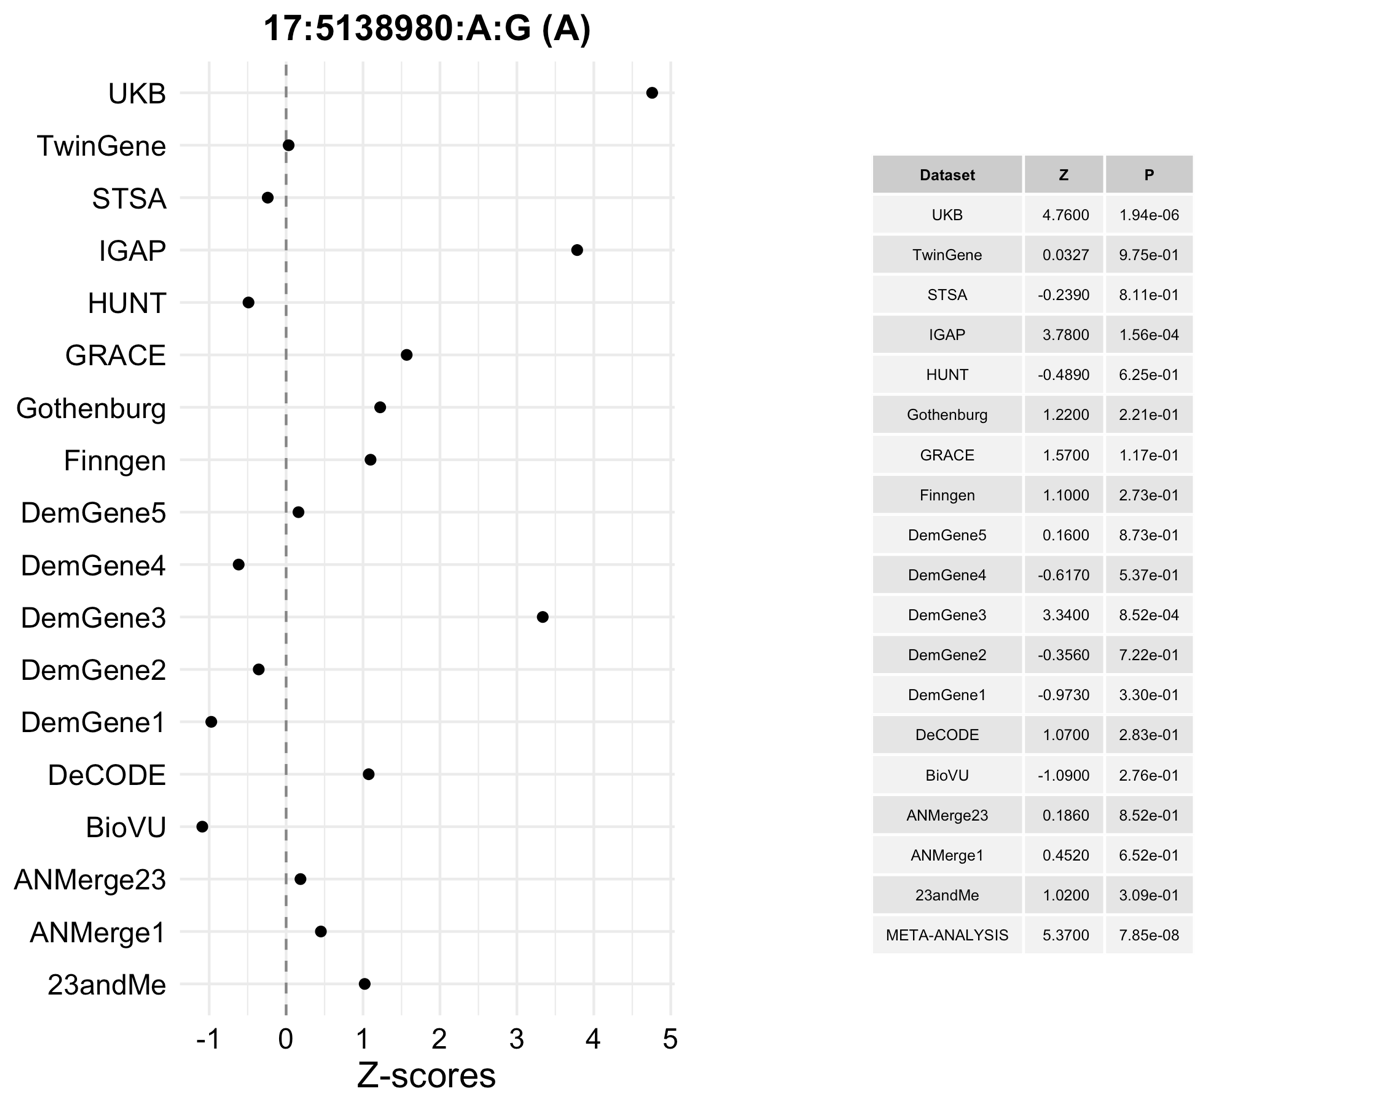 17:5138980:A:G (A)
UKB
TwinGene
STSA
IGAP
HUNT
GRACE
Gothenburg
Finngen
DemGene5
DemGene4
DemGene3
DemGene2
DemGene1
DeCODE
BioVU
ANMerge23
ANMerge1
23andMe
-1 0 1 2 3 4 5
Z-scores
Dataset Z P
UKB 4.7600 1.94e-06
TwinGene 0.0327 9.75e-01
STSA -0.2390 8.11e-01
IGAP 3.7800 1.56e-04
HUNT -0.4890 6.25e-01
Gothenburg 1.2200 2.21e-01
GRACE 1.5700 1.17e-01
Finngen 1.1000 2.73e-01
DemGene5 0.1600 8.73e-01
DemGene4 -0.6170 5.37e-01
DemGene3 3.3400 8.52e-04
DemGene2 -0.3560 7.22e-01
DemGene1 -0.9730 3.30e-01
DeCODE 1.0700 2.83e-01
BioVU -1.0900 2.76e-01
ANMerge23 0.1860 8.52e-01
ANMerge1 0.4520 6.52e-01
23andMe 1.0200 3.09e-01
META-ANALYSIS 5.3700 7.85e-08